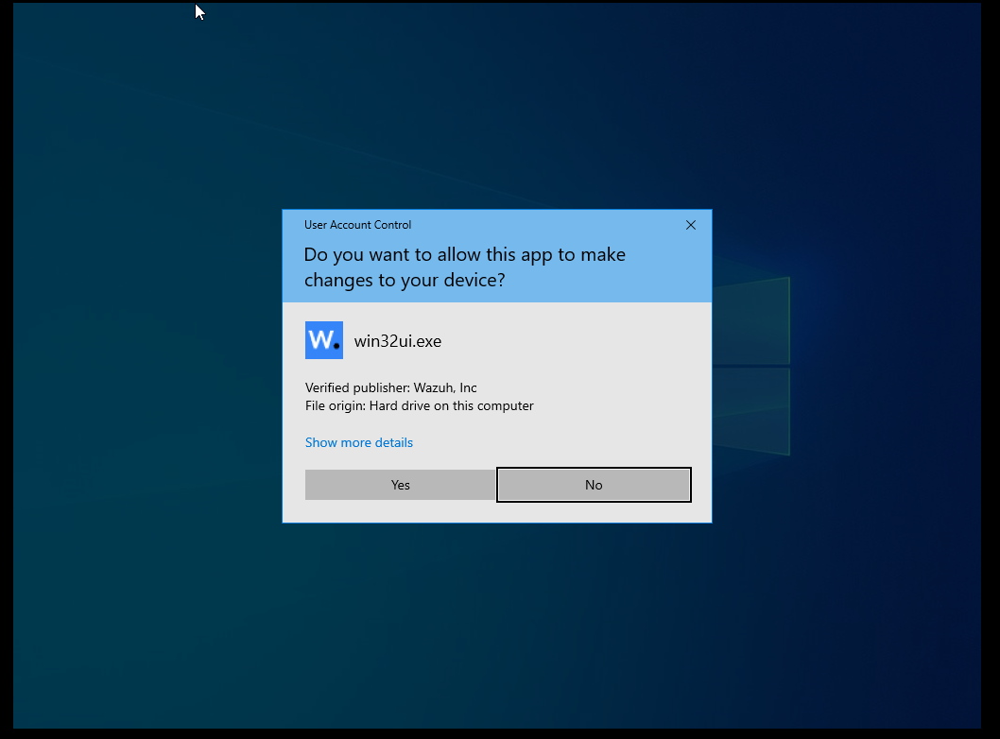 User Account Control
Do you want to allow this app to make
changes to your device?
W.
win32ui.exe
Verified publisher: Wazuh, Inc
File origin: Hard drive on this computer
Show more details
Yes
No